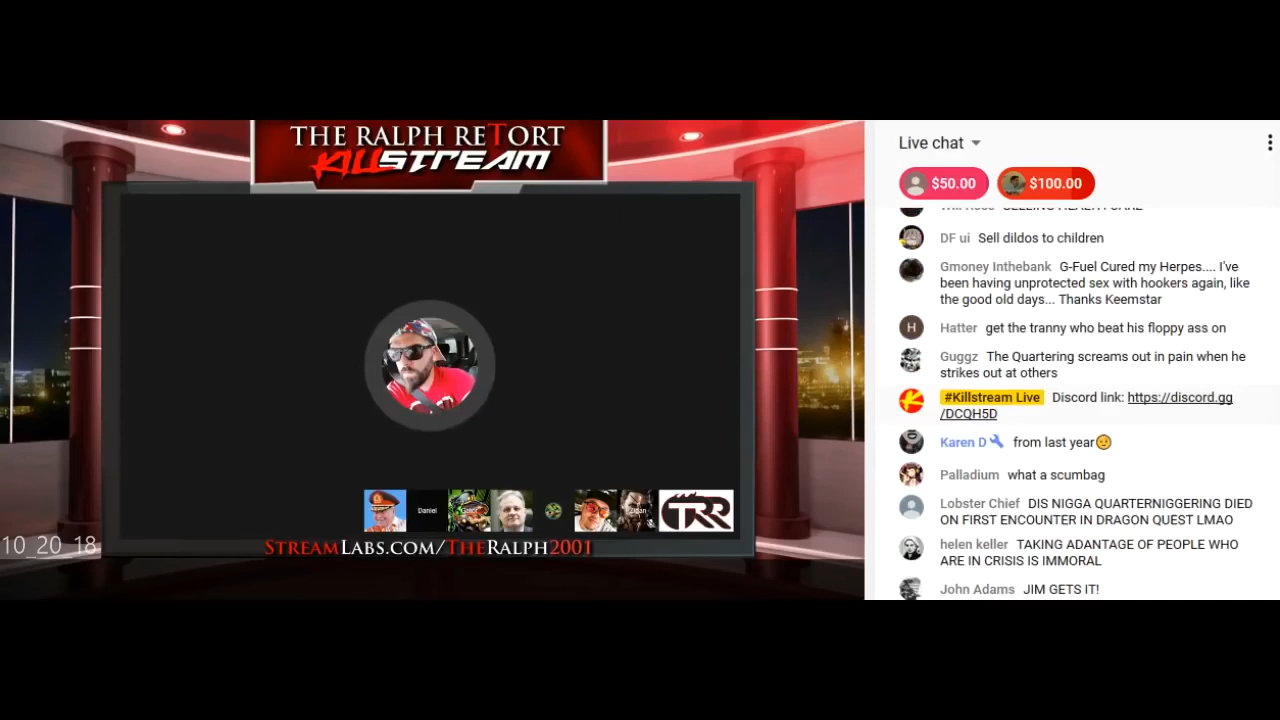 THE RALPH RETORT
KILLSTREAM
Daniel
TRR
10 20 18
STREAMLABS.COM/THERALPH2001
Live chat
$50.00
$100.00
DF ui Sell dildos to children
Gmoney Inthebank G-Fuel Cured my Herpes.... I've
been having unprotected sex with hookers again, like
the good old days... Thanks Keemstar
H
Hatter get the tranny who beat his floppy ass on
Guggz The Quartering screams out in pain when he
strikes out at others
#Killstream Live Discord link: https://discord.gg
/DCQH5D
Karen D from last year
Palladium what a scumbag
Lobster Chief DIS NIGGA QUARTERNIGGERING DIED
ON FIRST ENCOUNTER IN DRAGON QUEST LMAO
helen keller TAKING ADANTAGE OF PEOPLE WHO
ARE IN CRISIS IS IMMORAL
John Adams JIM GETS IT!